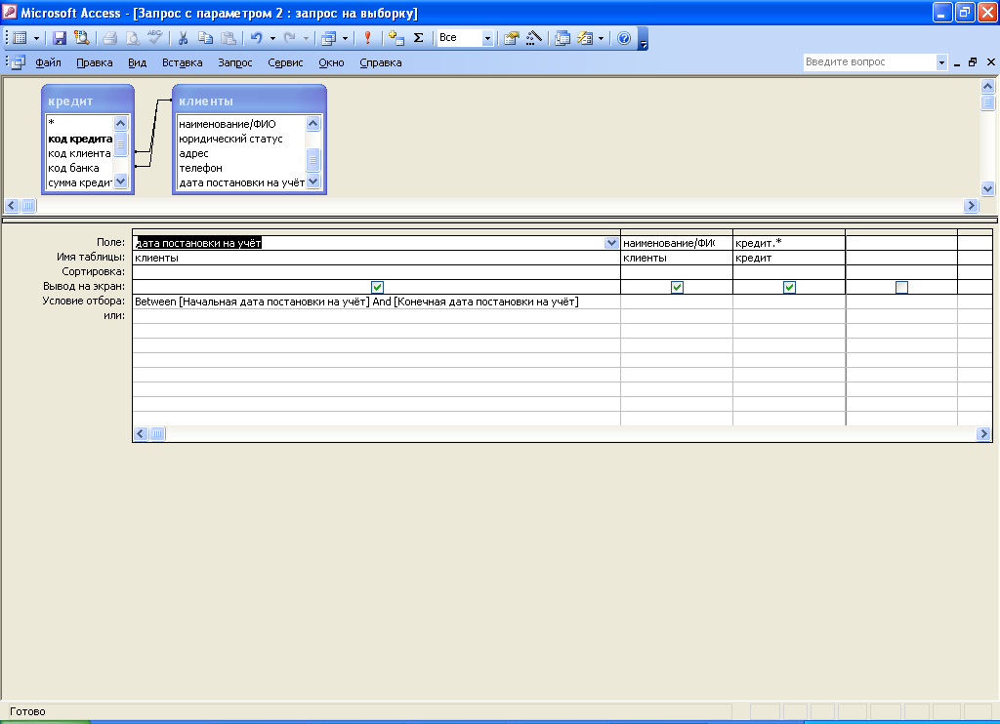 Microsoft Access - [Запрос с параметром 2 : запрос на выборку]
ABC Σ Все
Файл Правка Вид Вставка Запрос Сервис Окно Справка Введите вопрос
кредит клиенты
* наименование/ФИО
код кредита юридический статус
код клиента адрес
код банка телефон
сумма кредит дата постановки на учёт
Поле: дата постановки на учёт наименование/ФИО кредит.*
Имя таблицы: клиенты клиенты кредит
Сортировка:
Вывод на экран:
Условие отбора: Between [Начальная дата постановки на учёт] And [Конечная дата постановки на учёт]
или:
Готово